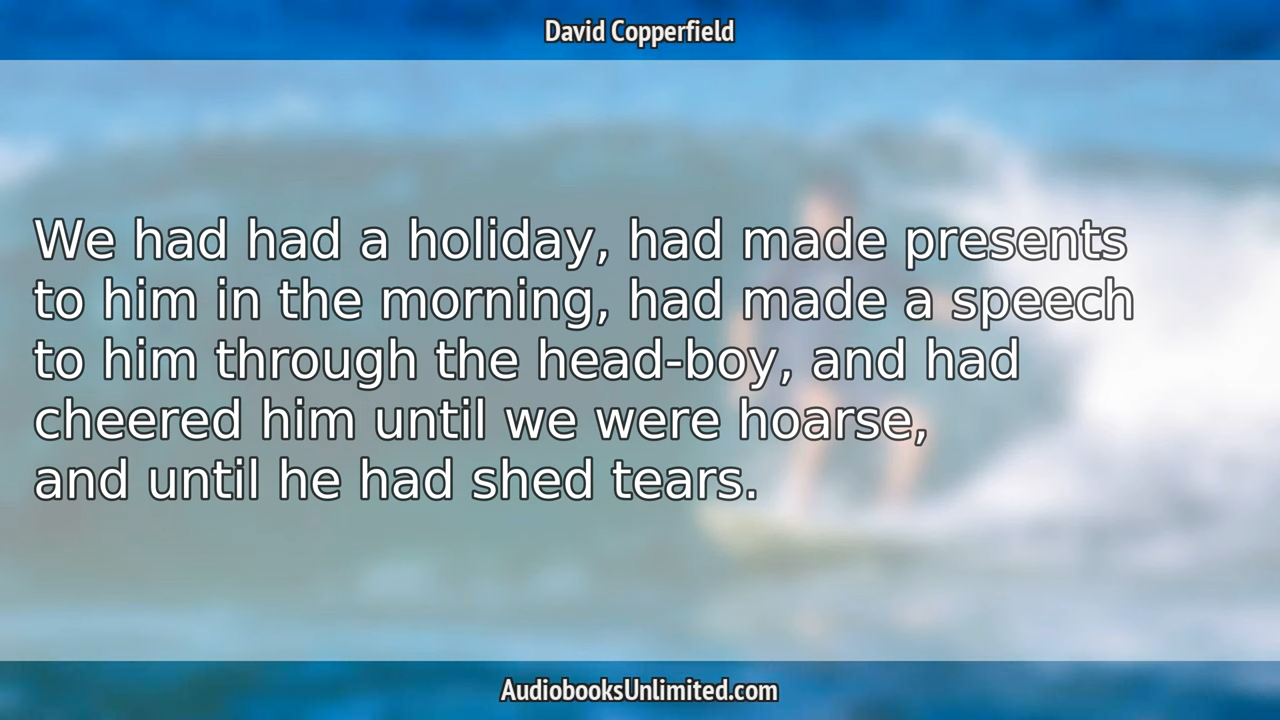 David Copperfield
We had had a holiday, had made presents
to him in the morning, had made a speech
to him through the head-boy, and had
cheered him until we were hoarse,
and until he had shed tears.
AudiobooksUnlimited.com